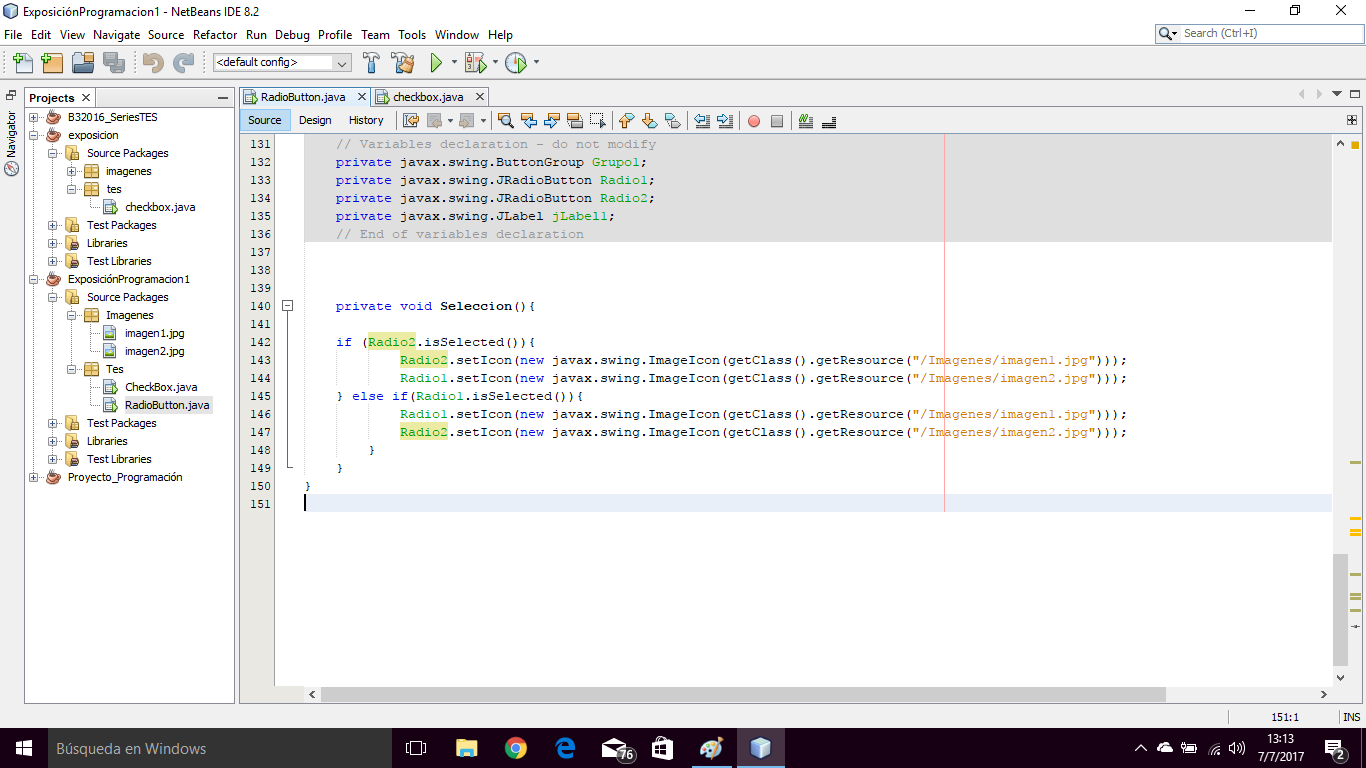 ExposiciónProgramacion1 - NetBeans IDE 8.2
File Edit View Navigate Source Refactor Run Debug Profile Team Tools Window Help
Search (Ctrl+I)
<default config>
Projects
Navigator
B32016_SeriesTES
exposicion
Source Packages
imagenes
tes
checkbox.java
Test Packages
Libraries
Test Libraries
ExposiciónProgramacion1
Source Packages
Imagenes
imagen1.jpg
imagen2.jpg
Tes
CheckBox.java
RadioButton.java
Test Packages
Libraries
Test Libraries
Proyecto_Programación
RadioButton.java checkbox.java
Source Design History
131 // Variables declaration - do not modify
132 private javax.swing.ButtonGroup Grupo1;
133 private javax.swing.JRadioButton Radio1;
134 private javax.swing.JRadioButton Radio2;
135 private javax.swing.JLabel jLabel1;
136 // End of variables declaration
137
138
139
140 private void Seleccion(){
141
142 if (Radio2.isSelected()){
143 Radio2.setIcon(new javax.swing.ImageIcon(getClass().getResource("/Imagenes/imagen1.jpg")));
144 Radio1.setIcon(new javax.swing.ImageIcon(getClass().getResource("/Imagenes/imagen2.jpg")));
145 } else if(Radio1.isSelected()){
146 Radio1.setIcon(new javax.swing.ImageIcon(getClass().getResource("/Imagenes/imagen1.jpg")));
147 Radio2.setIcon(new javax.swing.ImageIcon(getClass().getResource("/Imagenes/imagen2.jpg")));
148 }
149 }
150 }
151
151:1 INS
Búsqueda en Windows
76
13:13
7/7/2017
2